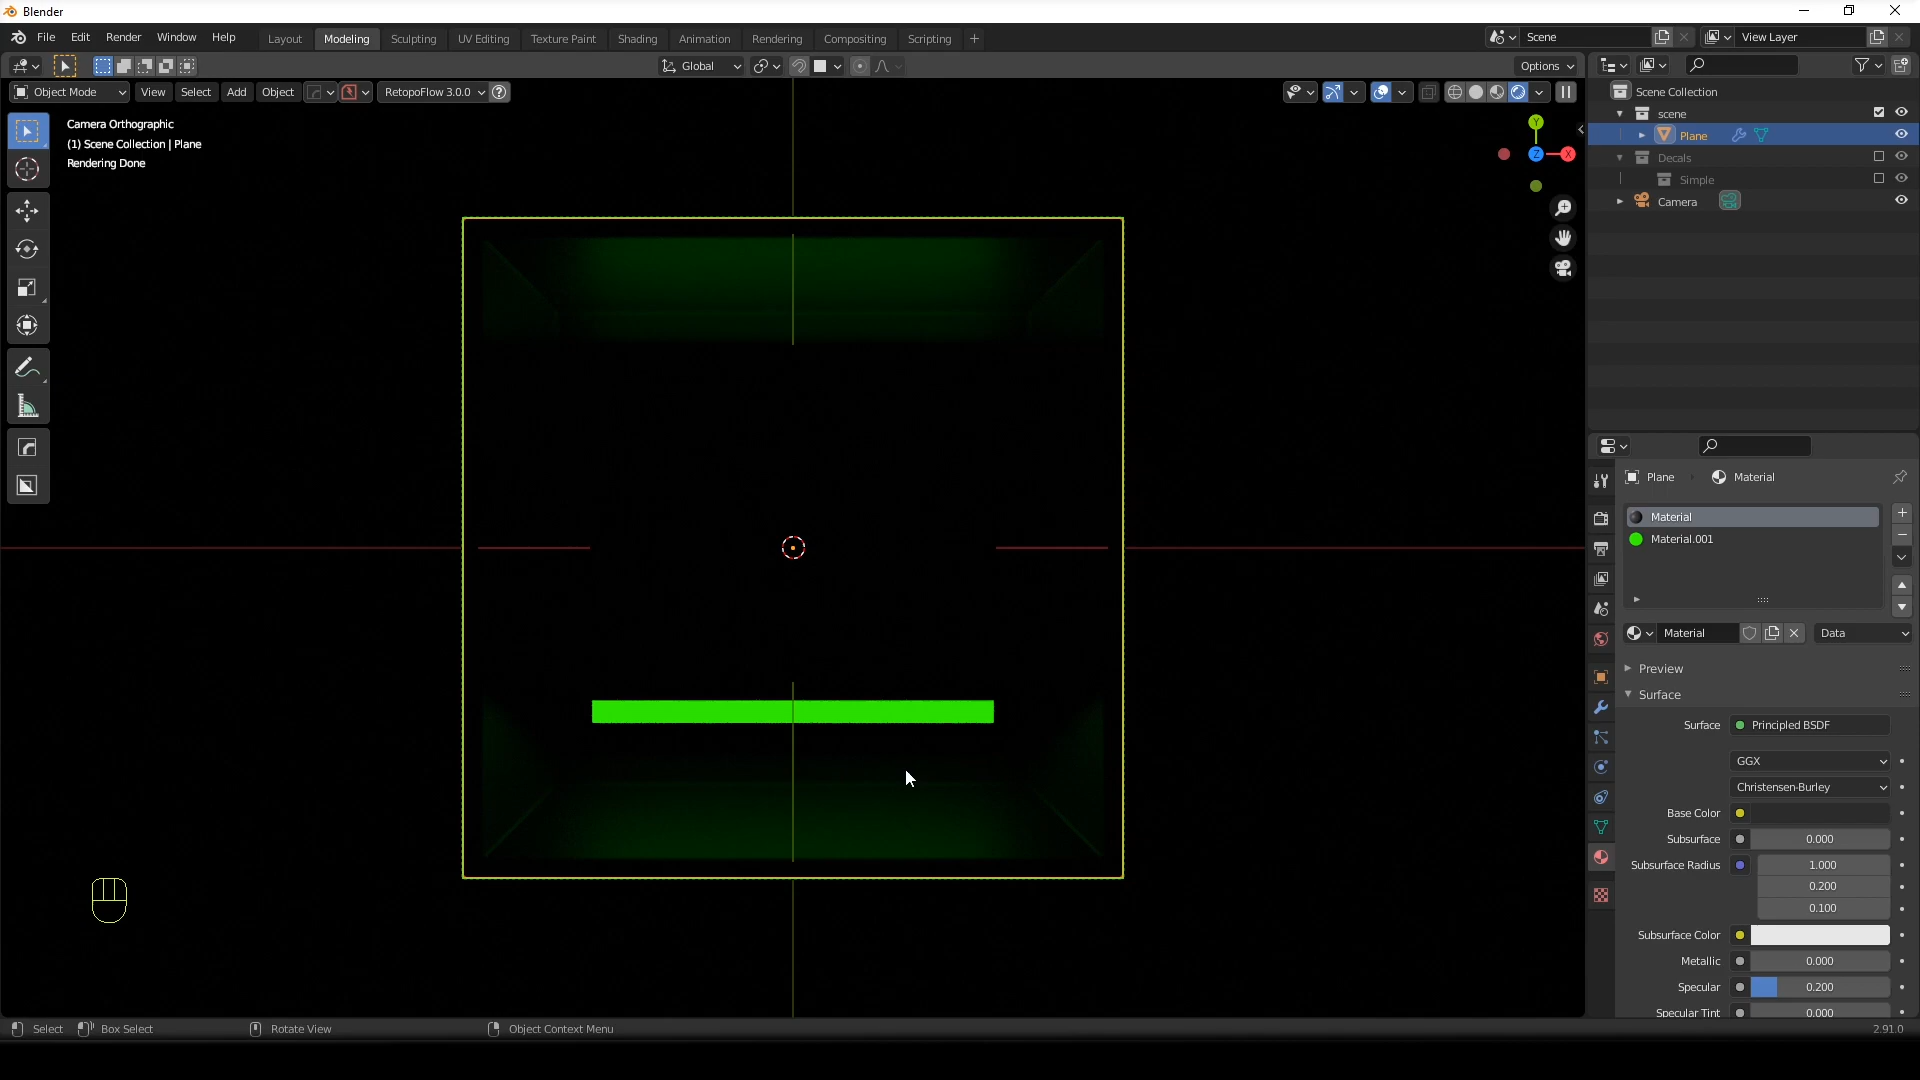 Blender
File Edit Render Window Help Layout Modeling Sculpting UV Editing Texture Paint Shading Animation Rendering Compositing Scripting + Scene View Layer
Global Options
Object Mode View Select Add Object RetopoFlow 3.0.0 ?
Camera Orthographic
(1) Scene Collection | Plane
Rendering Done
Y
Z X
Scene Collection
scene
Plane
Decals
Simple
Camera
Plane Material
Material
Material.001
Material Data
Preview
Surface
Surface Principled BSDF
GGX
Christensen-Burley
Base Color
Subsurface 0.000
Subsurface Radius 1.000
0.200
0.100
Subsurface Color
Metallic 0.000
Specular 0.200
Specular Tint 0.000
Select Box Select Rotate View Object Context Menu 2.91.0